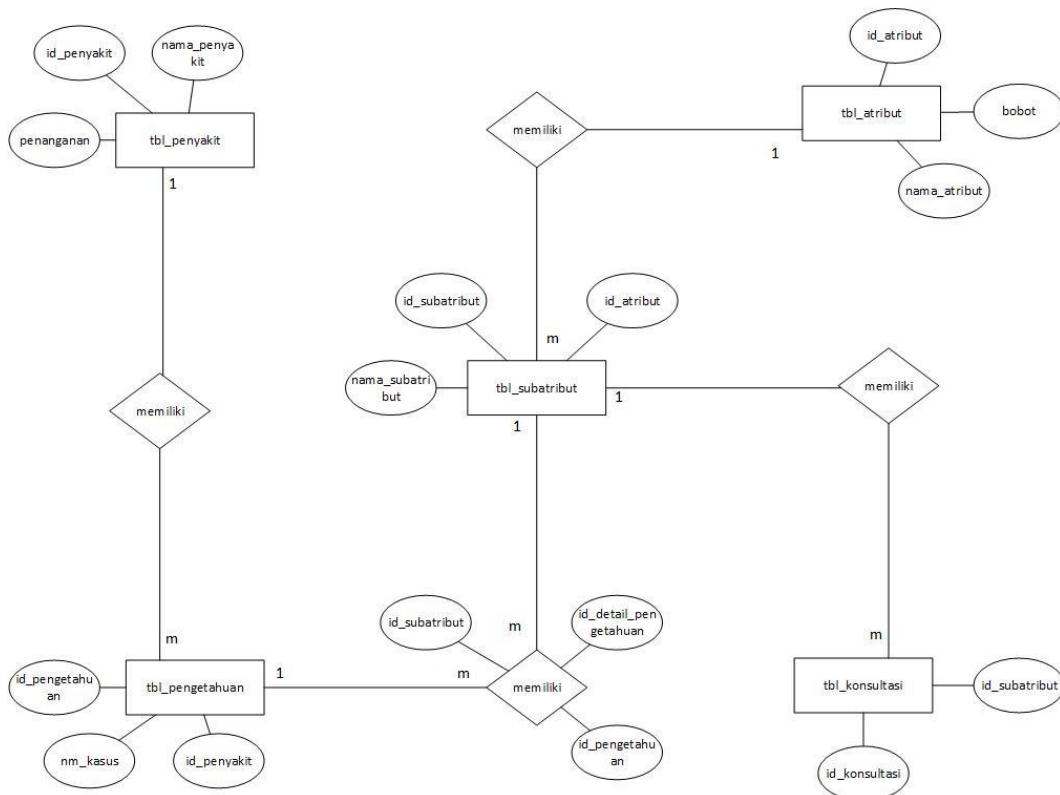 id_atribut
id_penyakit
nama_penya
kit
tbl_atribut
bobot
memiliki
penanganan
tbl_penyakit
1
1
nama_atribut
id_subatribut
id_atribut
m
nama_subatri
but
tbl_subatribut
1
memiliki
memiliki
1
id_subatribut
id_detail_pen
getahuan
m
m
m
id_pengetahu
an
tbl_pengetahuan
1
m
memiliki
tbl_konsultasi
id_subatribut
nm_kasus
id_penyakit
id_pengetahu
an
id_konsultasi